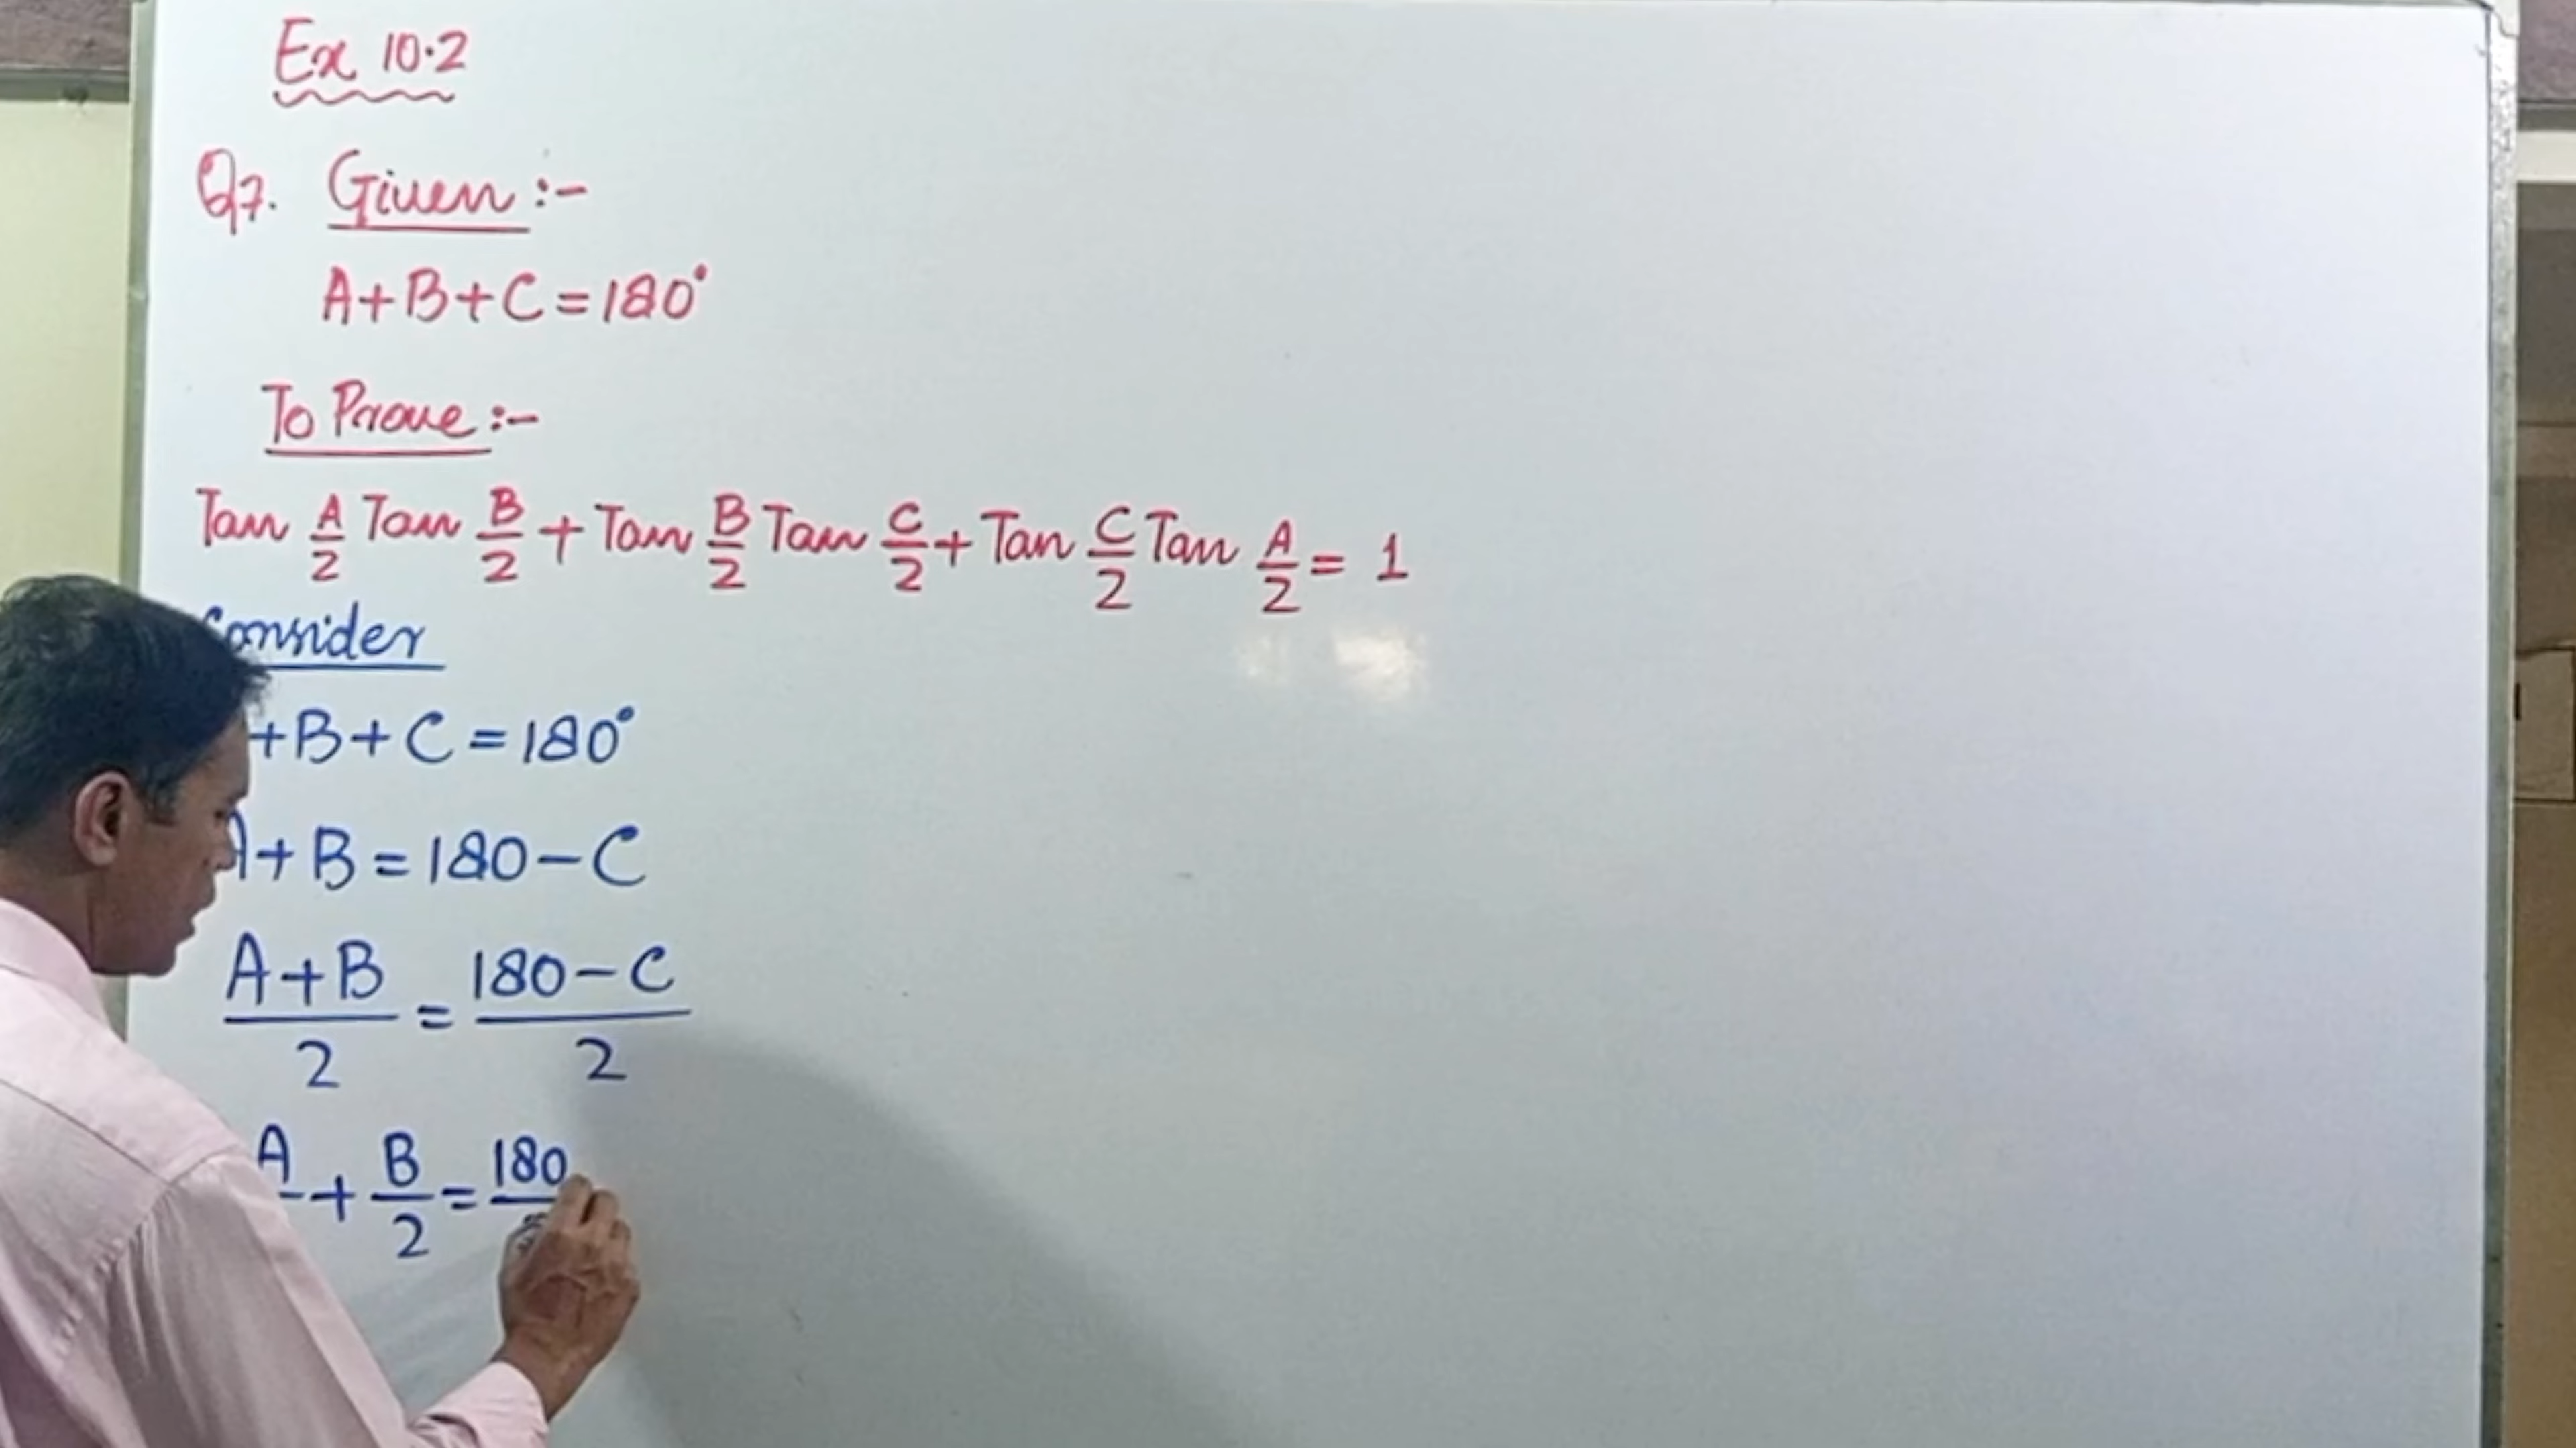 Ex 10.2
Q7. Given :-
A+B+C=180°
To Prove :-
Tan A/2 Tan B/2 + Tan B/2 Tan C/2 + Tan C/2 Tan A/2 = 1
Consider
+B+C=180°
A+B=180-C
A+B/2 = 180-C/2
A + B/2 = 180